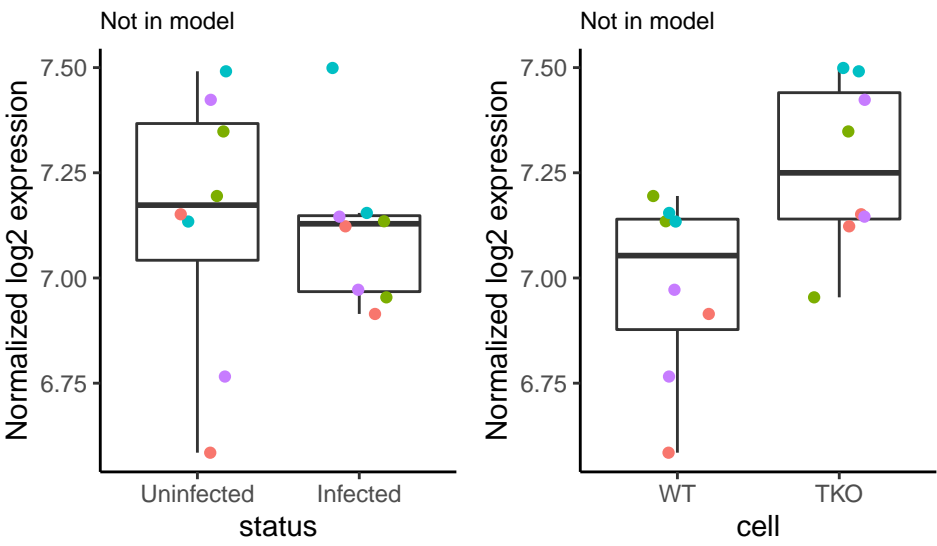 Not in model
Normalized log2 expression
7.50
7.25
7.00
6.75
Uninfected Infected
status
Not in model
Normalized log2 expression
7.50
7.25
7.00
6.75
WT TKO
cell